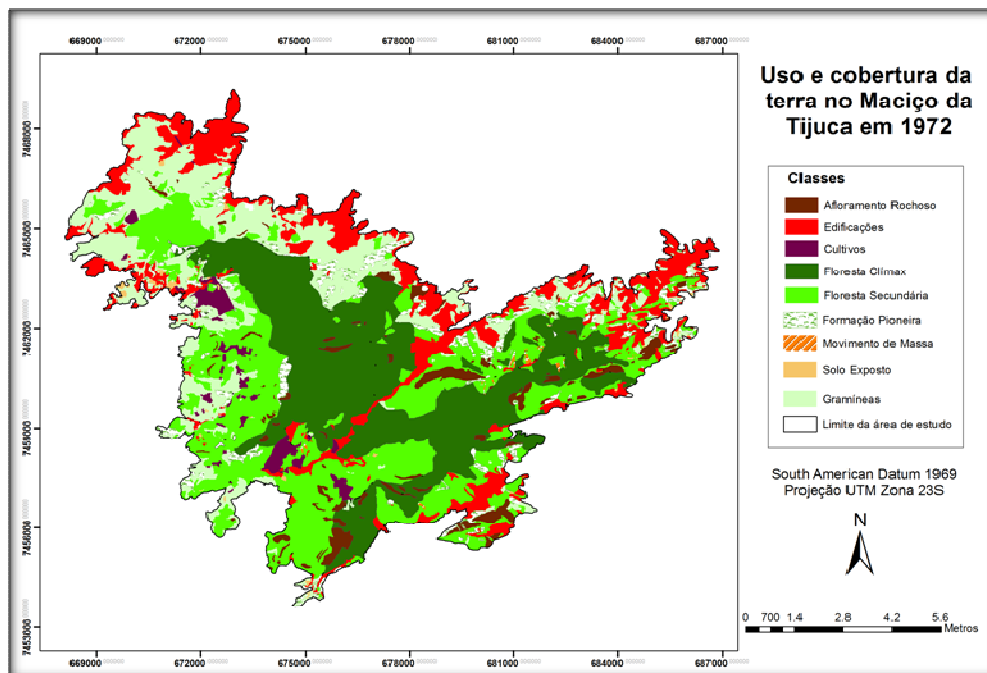 669000 672000 675000 678000 681000 684000 687000
Uso e cobertura da
terra no Maciço da
Tijuca em 1972
Classes
Afloramento Rochoso
Edificações
Cultivos
Floresta Clímax
Floresta Secundária
Formação Pioneira
Movimento de Massa
Solo Exposto
Gramíneas
Limite da área de estudo
South American Datum 1969
Projeção UTM Zona 23S
N
0 700 1.4 2.8 4.2 5.6
Metros
7468000
7465000
7462000
7459000
7456000
7453000
669000 672000 675000 678000 681000 684000 687000